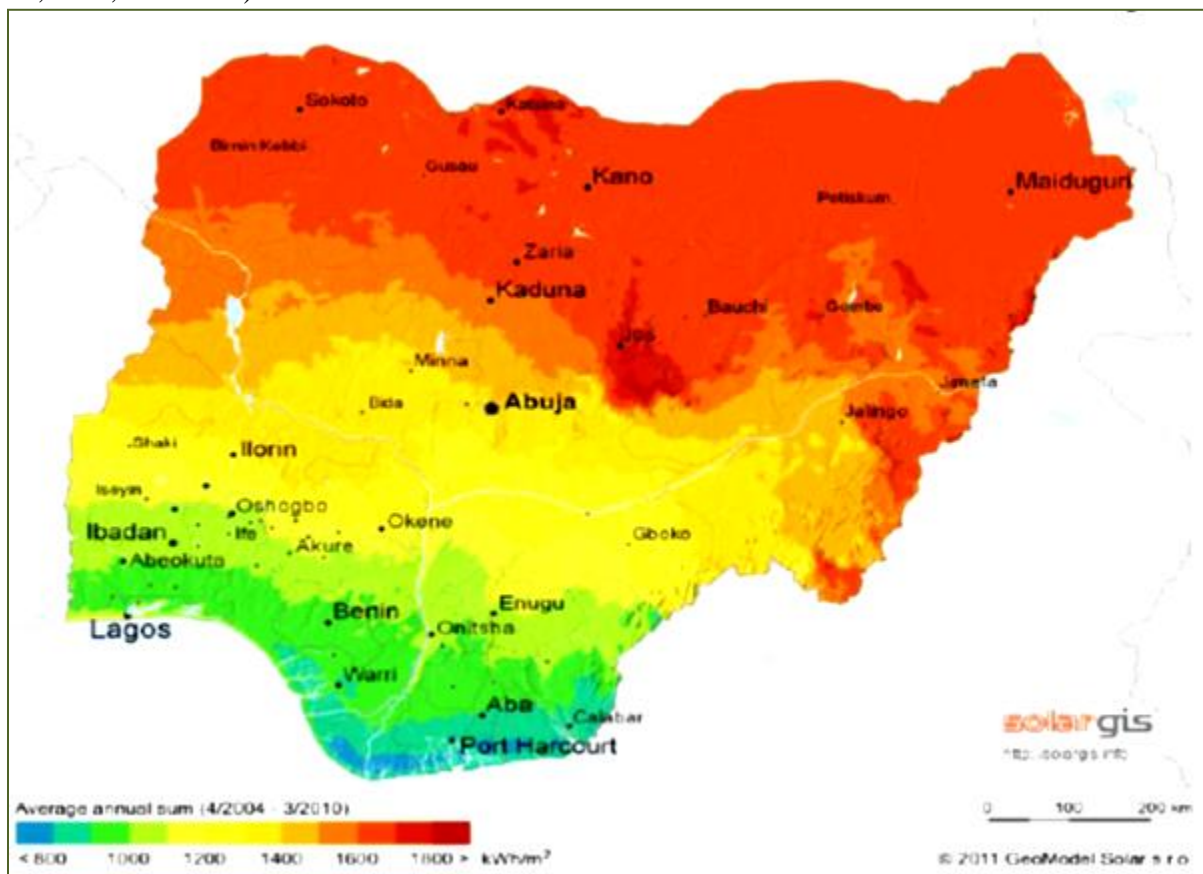 Sokoto
Katsina
Birnin Kebbi
Gusau
Kano
Maiduguri
Potiskum
Zaria
Kaduna
Bauchi
Gombe
Jos
Minna
Jimeta
Bida
Abuja
Jalingo
Shaki
Ilorin
Iseyin
Oshogbo
Ibadan
Ife
Okene
Gboko
Akure
Abeokuta
Benin
Enugu
Lagos
Onitsha
Warri
Aba
Calabar
Port Harcourt
solargis
http://solargis.info
Average annual sum (4/2004 - 3/2010)
0 100 200 km
< 800 1000 1200 1400 1600 1800 > kWh/m²
© 2011 GeoModel Solar s.r.o.